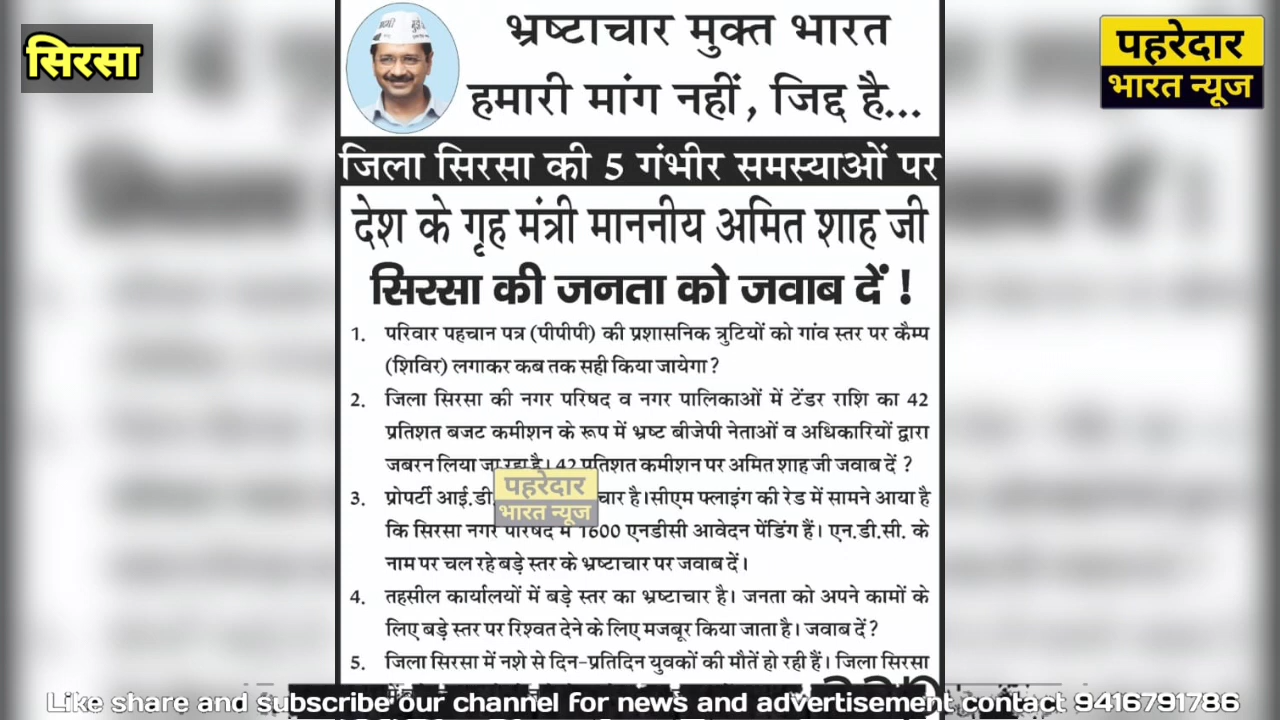 सिरसा
पहरेदार
भारत न्यूज
भ्रष्टाचार मुक्त भारत
हमारी मांग नहीं, जिद्द है...
जिला सिरसा की 5 गंभीर समस्याओं पर
देश के गृह मंत्री माननीय अमित शाह जी
सिरसा की जनता को जवाब दें !
1. परिवार पहचान पत्र (पीपीपी) की प्रशासनिक त्रुटियों को गांव स्तर पर कैम्प
(शिविर) लगाकर कब तक सही किया जायेगा?
2. जिला सिरसा की नगर परिषद व नगर पालिकाओं में टेंडर राशि का 42
प्रतिशत बजट कमीशन के रूप में भ्रष्ट बीजेपी नेताओं व अधिकारियों द्वारा
जबरन लिया जा रहा है। 42 प्रतिशत कमीशन पर अमित शाह जी जवाब दें ?
पहरेदार
भारत न्यूज
3. प्रोपर्टी आई.डी. चार है। सीएम फ्लाइंग की रेड में सामने आया है
कि सिरसा नगर परिषद में 1600 एनडीसी आवेदन पेंडिंग हैं। एन.डी.सी. के
नाम पर चल रहे बड़े स्तर के भ्रष्टाचार पर जवाब दें।
4. तहसील कार्यालयों में बड़े स्तर का भ्रष्टाचार है। जनता को अपने कामों के
लिए बड़े स्तर पर रिश्वत देने के लिए मजबूर किया जाता है। जवाब दें?
5. जिला सिरसा में नशे से दिन-प्रतिदिन युवकों की मौतें हो रही हैं। जिला सिरसा
Like share and subscribe our channel for news and advertisement contact 9416791786